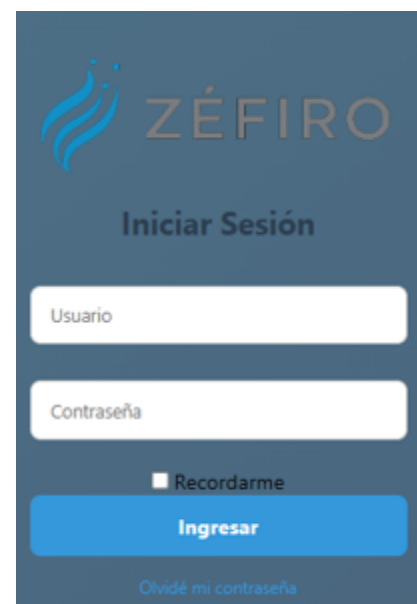 ZÉFIRO
Iniciar Sesión
Usuario
Contraseña
Recordarme
Ingresar
Olvidé mi contraseña